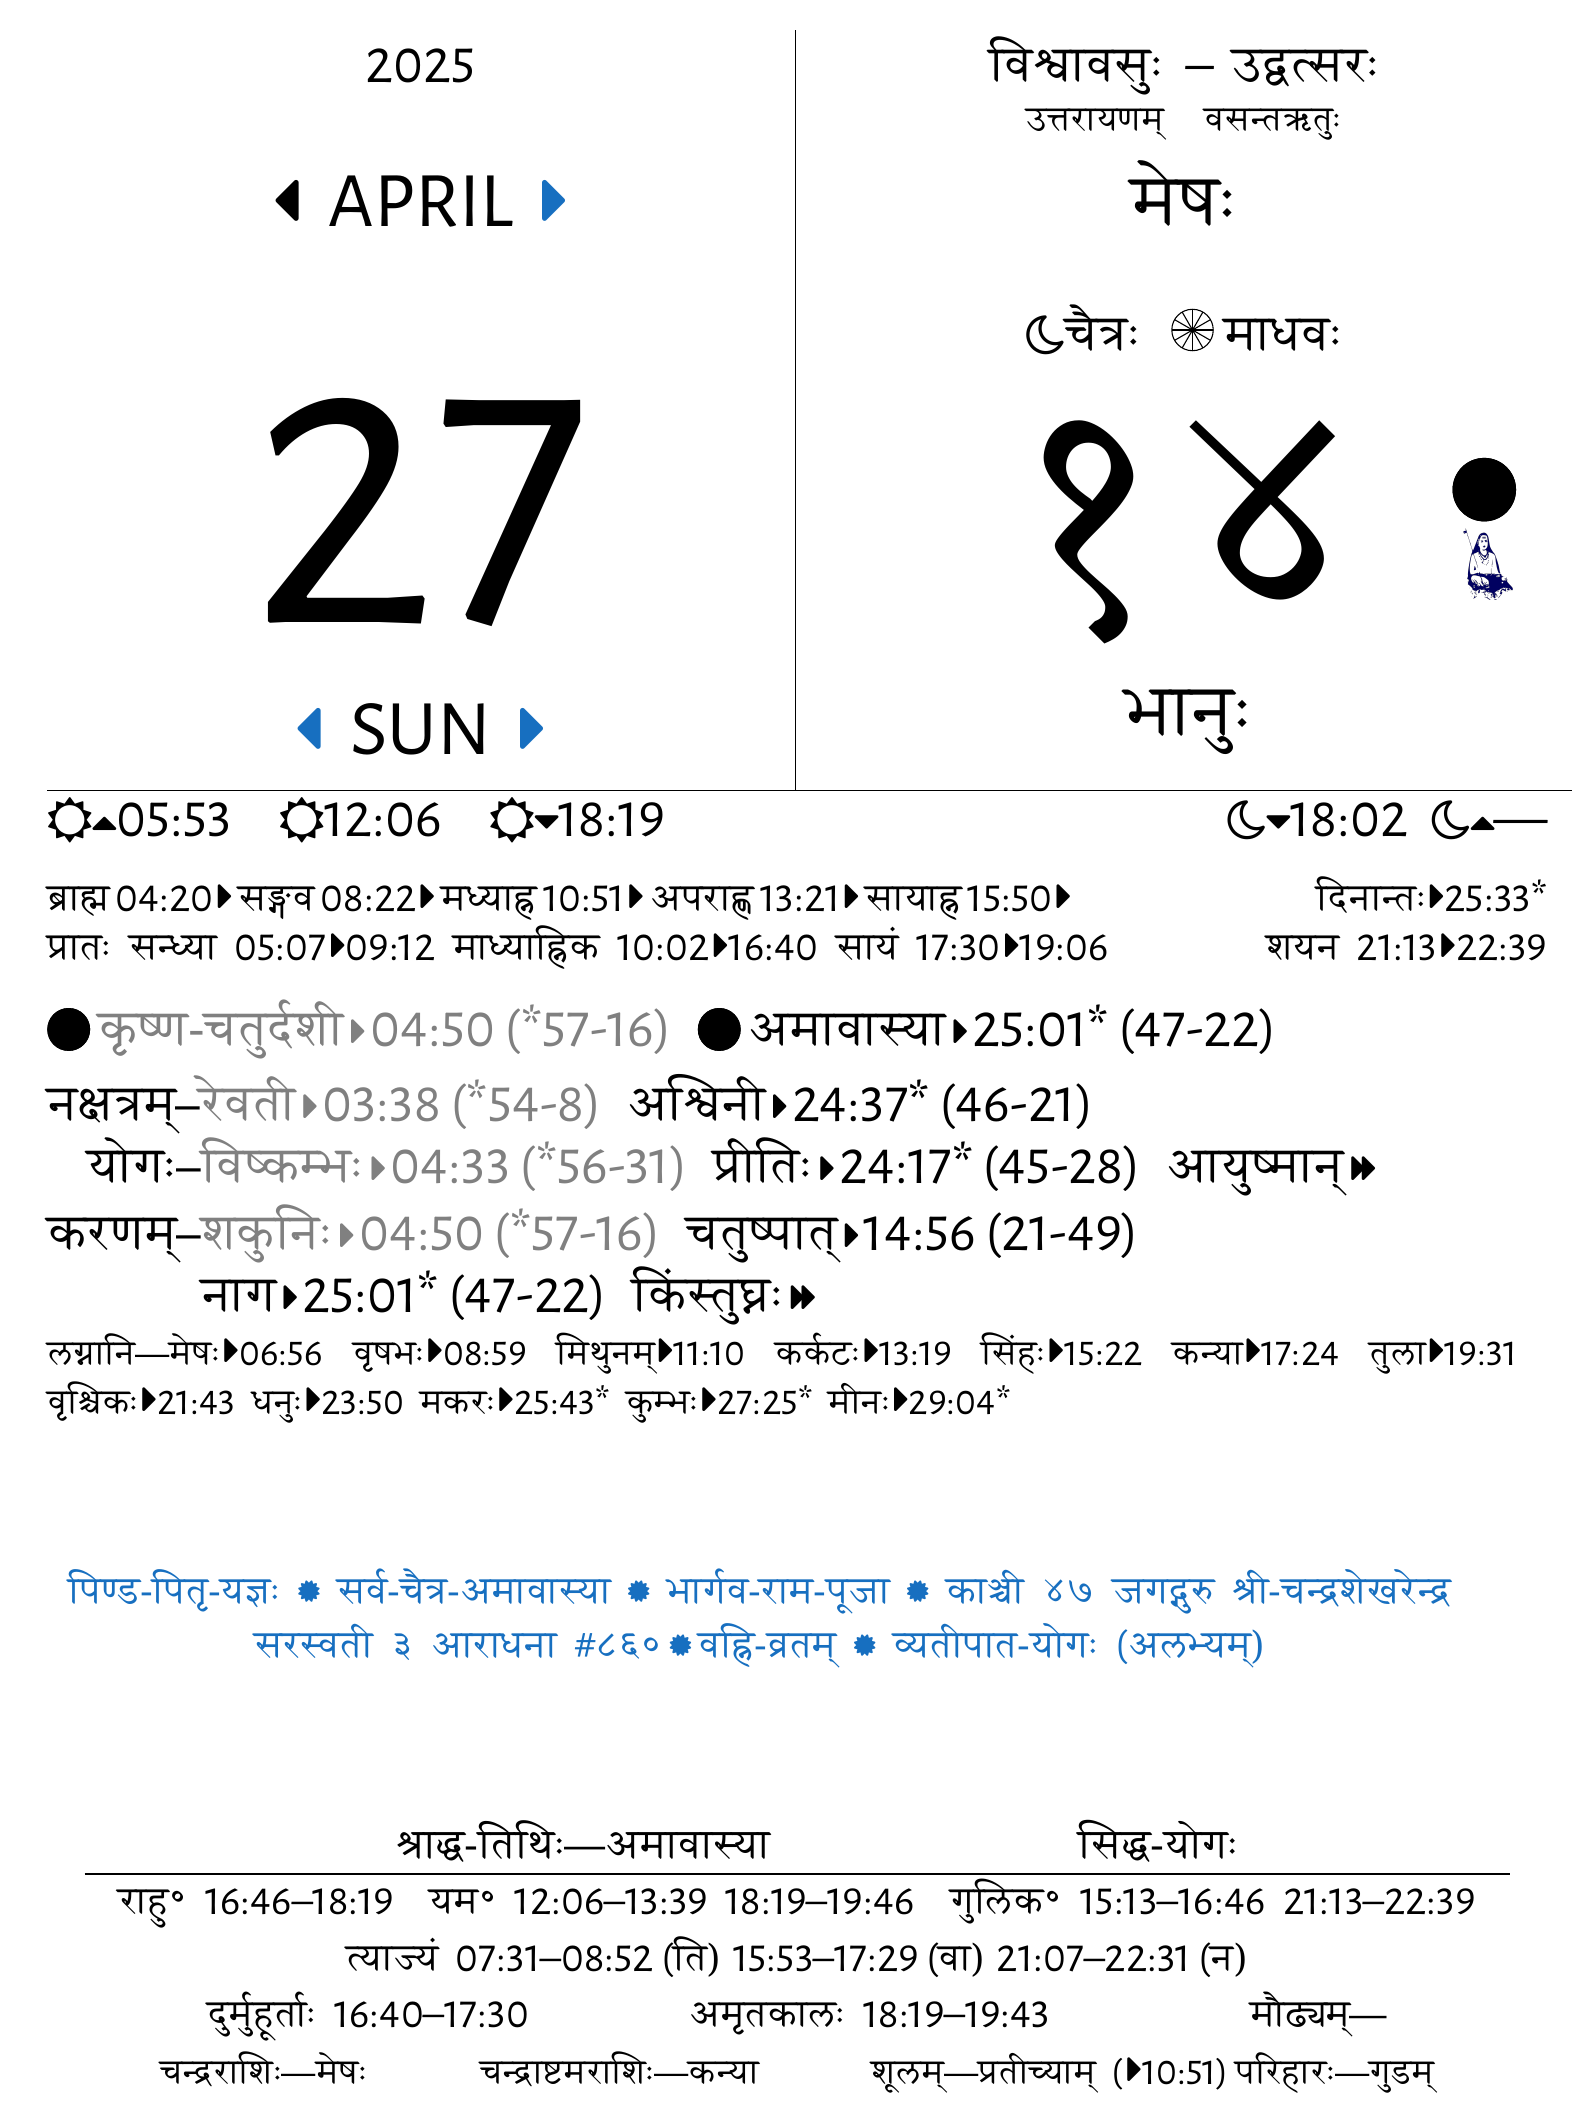 2025
APRIL
27
SUN
विश्वावसुः – उद्वत्सरः
उत्तरायणम् वसन्तऋतुः
मेषः
चैत्रः माधवः
१४
भानुः
05:53 12:06 18:19 18:02 —
ब्राह्म 04:20 सङ्गव 08:22 मध्याह्न 10:51 अपराह्ण 13:21 सायाह्न 15:50 दिनान्तः 25:33*
प्रातः सन्ध्या 05:07 09:12 माध्याह्निक 10:02 16:40 सायं 17:30 19:06 शयन 21:13 22:39
कृष्ण-चतुर्दशी 04:50 (*57-16) अमावास्या 25:01* (47-22)
नक्षत्रम्–रेवती 03:38 (*54-8) अश्विनी 24:37* (46-21)
योगः–विष्कम्भः 04:33 (*56-31) प्रीतिः 24:17* (45-28) आयुष्मान्
करणम्–शकुनिः 04:50 (*57-16) चतुष्पात् 14:56 (21-49)
नाग 25:01* (47-22) किंस्तुघ्नः
लग्नानि—मेषः 06:56 वृषभः 08:59 मिथुनम् 11:10 कर्कटः 13:19 सिंहः 15:22 कन्या 17:24 तुला 19:31
वृश्चिकः 21:43 धनुः 23:50 मकरः 25:43* कुम्भः 27:25* मीनः 29:04*
पिण्ड-पितृ-यज्ञः सर्व-चैत्र-अमावास्या भार्गव-राम-पूजा काञ्ची ४७ जगद्गुरु श्री-चन्द्रशेखरेन्द्र
सरस्वती ३ आराधना #८६० वह्नि-व्रतम् व्यतीपात-योगः (अलभ्यम्)
श्राद्ध-तिथिः—अमावास्या सिद्ध-योगः
राहु॰ 16:46–18:19 यम॰ 12:06–13:39 18:19–19:46 गुलिक॰ 15:13–16:46 21:13–22:39
त्याज्यं 07:31–08:52 (ति) 15:53–17:29 (वा) 21:07–22:31 (न)
दुर्मुहूर्ताः 16:40–17:30 अमृतकालः 18:19–19:43 मौढ्यम्—
चन्द्रराशिः—मेषः चन्द्राष्टमराशिः—कन्या शूलम्—प्रतीच्याम् (10:51) परिहारः—गुडम्